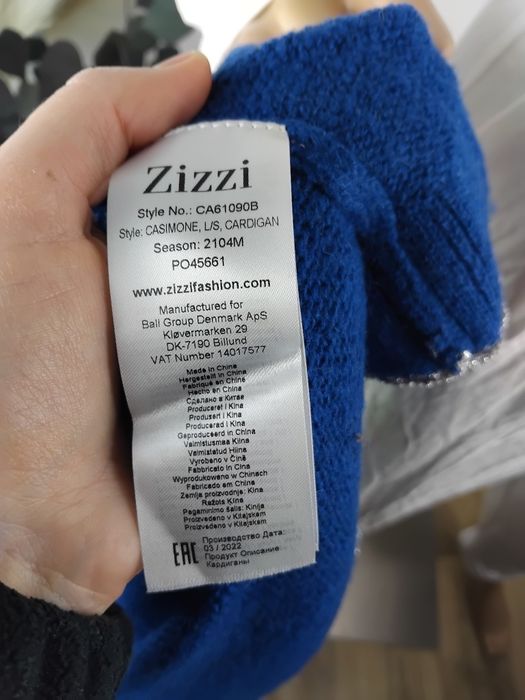 Zizzi
Style No.: CA61090B
Style: CASIMONE, L/S, CARDIGAN
Season: 2104M
PO45661
www.zizzifashion.com
Manufactured for
Ball Group Denmark ApS
Kløvermarken 29
DK-7190 Billund
VAT Number 14017577
Made in China
Hergestellt in China
Fabriqué en Chine
Hecho en China
Сделано в Китае
Produceret i Kina
Produsert i Kina
Producerad i Kina
Geproduceerd in China
Valmistusmaa Kiina
Valmistatud Hiina
Vyrobeno v Číně
Fabbricato in Cina
Wyprodukowano w Chinach
Fabricado em China
Zemlja proizvodnje: Kina
Ražots Ķīnā
Pagaminimo šalis: Kinija
Proizvedeno v Kitajskem
Proizvedeno v Kitajskem
EAC
Производство Дата:
03 / 2022
Продукт Описание
Кардиганы